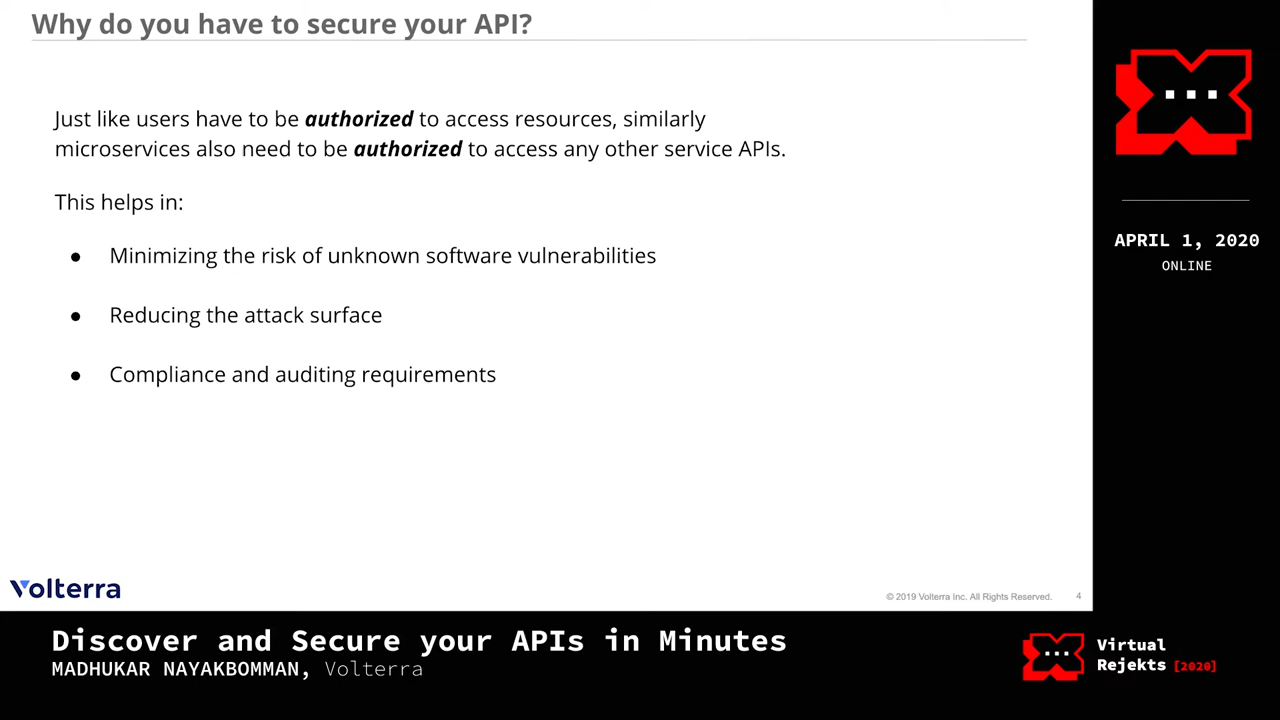 Why do you have to secure your API?
Just like users have to be authorized to access resources, similarly
microservices also need to be authorized to access any other service APIs.
This helps in:
● Minimizing the risk of unknown software vulnerabilities
● Reducing the attack surface
● Compliance and auditing requirements
Volterra
© 2019 Volterra Inc. All Rights Reserved.
4
APRIL 1, 2020
ONLINE
Discover and Secure your APIs in Minutes
MADHUKAR NAYAKBOMMAN, Volterra
Virtual
Rejekts [2020]